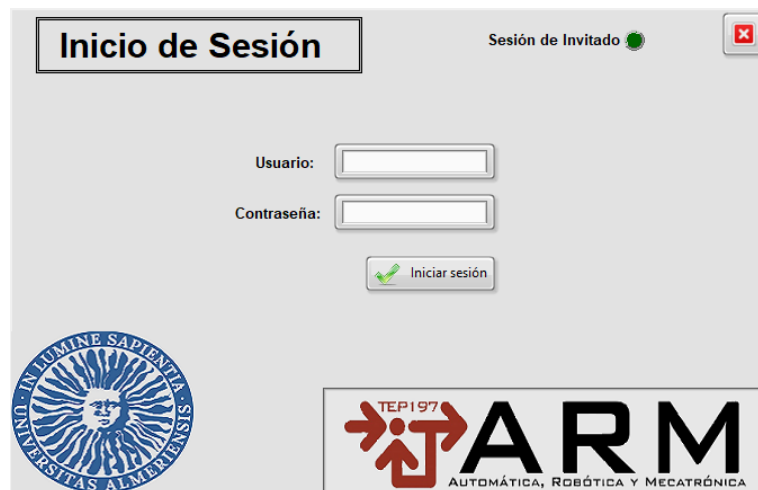 Inicio de Sesión
Sesión de Invitado
Usuario:
Contraseña:
Iniciar sesión
· IN LUMINE SAPIENTIA ·
UNIVERSITAS ALMERIENSIS
TEP197
ARM
AUTOMÁTICA, ROBÓTICA Y MECATRÓNICA